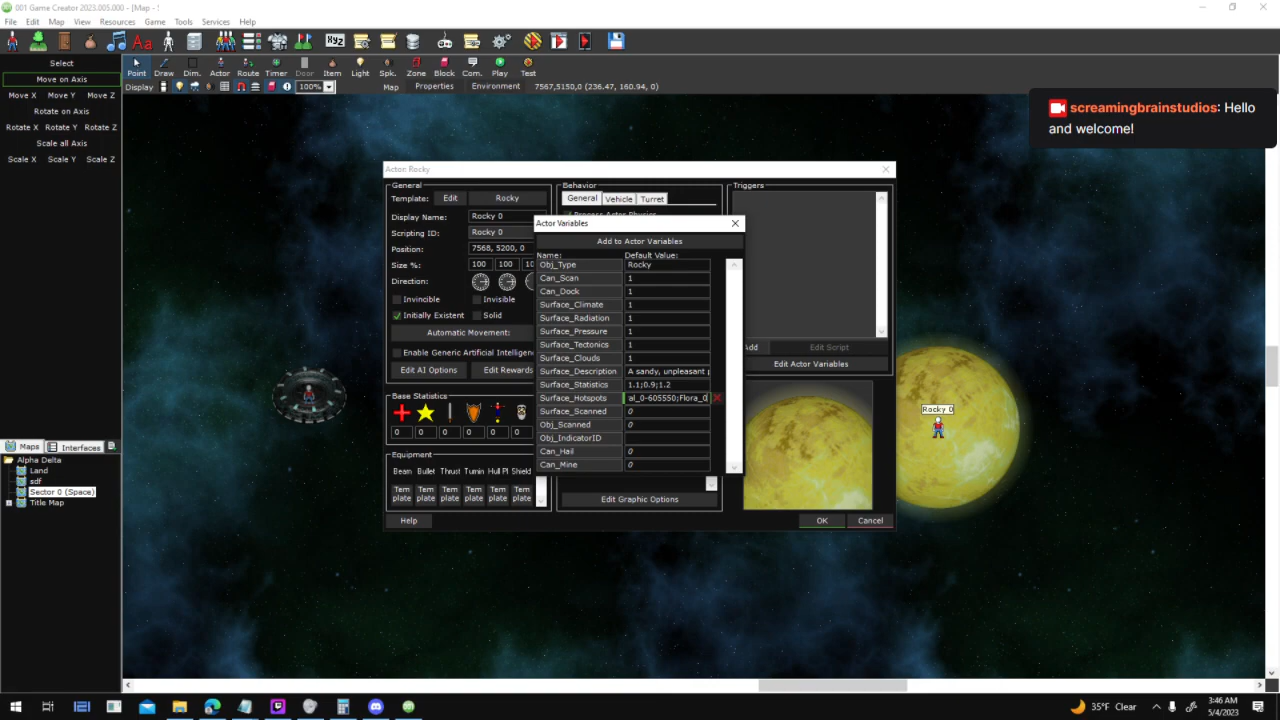 001 Game Creator 2023.005.000 - [Map - !
File Edit Map View Resources Game Tools Services Help
Select
Move on Axis
Move X Move Y Move Z
Rotate on Axis
Rotate X Rotate Y Rotate Z
Scale all Axis
Scale X Scale Y Scale Z
Point Draw Dim. Actor Route Timer Door Item Light Spk. Zone Block Com. Play Test
Display 100% Map Properties Environment 7567,5150,0 (236.47, 160.94, 0)
screamingbrainstudios: Hello
and welcome!
Actor: Rocky
General
Template: Edit Rocky
Display Name: Rocky 0
Scripting ID: Rocky 0
Position: 7568, 5200, 0
Size %: 100 100
Direction:
Invincible Invisible
Initially Existent Solid
Automatic Movement:
Enable Generic Artificial Intelligen
Edit AI Options Edit Rewards
Base Statistics
0 0 0 0 0 0
Equipment
Beam Bullet Thrust Turnin Hull Pl Shield
Tem plate Tem plate Tem plate Tem plate Tem plate Tem plate
Help
Behavior
General Vehicle Turret
Process Actor Physics
Triggers
Actor Variables
Add to Actor Variables
Name: Default Value:
Obj_Type Rocky
Can_Scan 1
Can_Dock 1
Surface_Climate 1
Surface_Radiation 1
Surface_Pressure 1
Surface_Tectonics 1
Surface_Clouds 1
Surface_Description A sandy, unpleasant p
Surface_Statistics 1.1;0.9;1.2
Surface_Hotspots al_0-605550;Flora_0
Surface_Scanned 0
Obj_Scanned 0
Obj_IndicatorID
Can_Hail 0
Can_Mine 0
Edit Graphic Options
Add Edit Script
Edit Actor Variables
OK Cancel
Rocky 0
Maps Interfaces
Alpha Delta
Land
sdf
Sector 0 (Space)
Title Map
35°F Clear
3:46 AM
5/4/2023